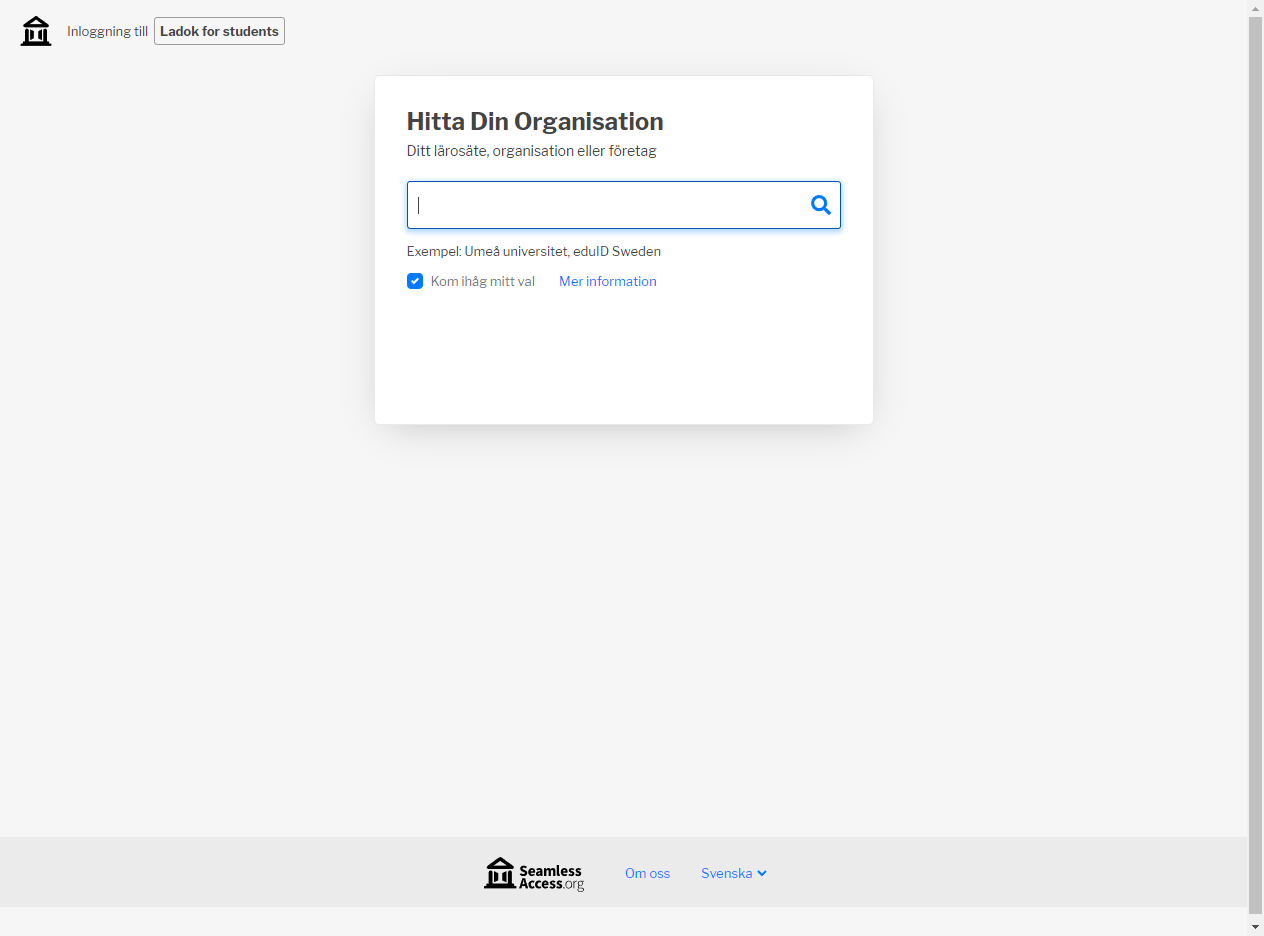 Inloggning till Ladok for students
Hitta Din Organisation
Ditt lärosäte, organisation eller företag
Exempel: Umeå universitet, eduID Sweden
Kom ihåg mitt val Mer information
Seamless
Access.org
Om oss Svenska